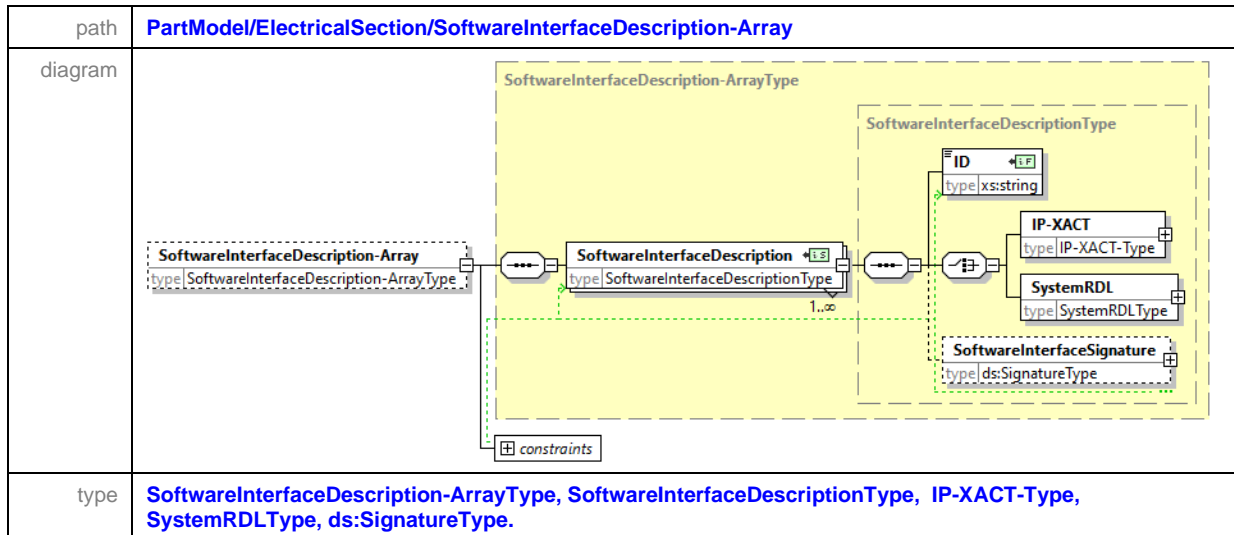 path
PartModel/ElectricalSection/SoftwareInterfaceDescription-Array
diagram
SoftwareInterfaceDescription-ArrayType
SoftwareInterfaceDescriptionType
ID
iF
type xs:string
IP-XACT
type IP-XACT-Type
SoftwareInterfaceDescription-Array
type SoftwareInterfaceDescription-ArrayType
SoftwareInterfaceDescription
iS
type SoftwareInterfaceDescriptionType
1..∞
SystemRDL
type SystemRDLType
SoftwareInterfaceSignature
type ds:SignatureType
constraints
type
SoftwareInterfaceDescription-ArrayType, SoftwareInterfaceDescriptionType, IP-XACT-Type,
SystemRDLType, ds:SignatureType.